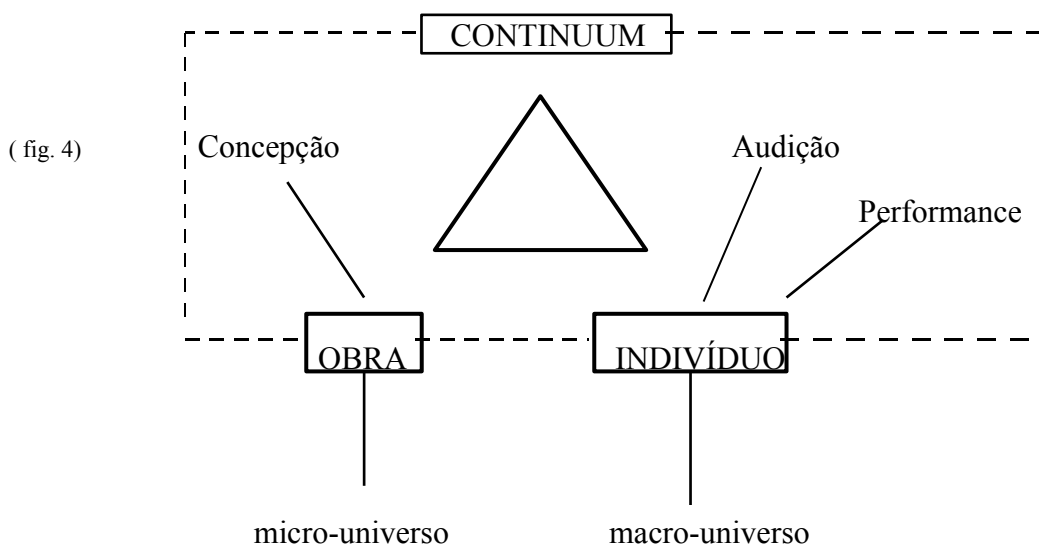 CONTINUUM
( fig. 4)
Concepção
Audição
Performance
OBRA
INDIVÍDUO
micro-universo
macro-universo